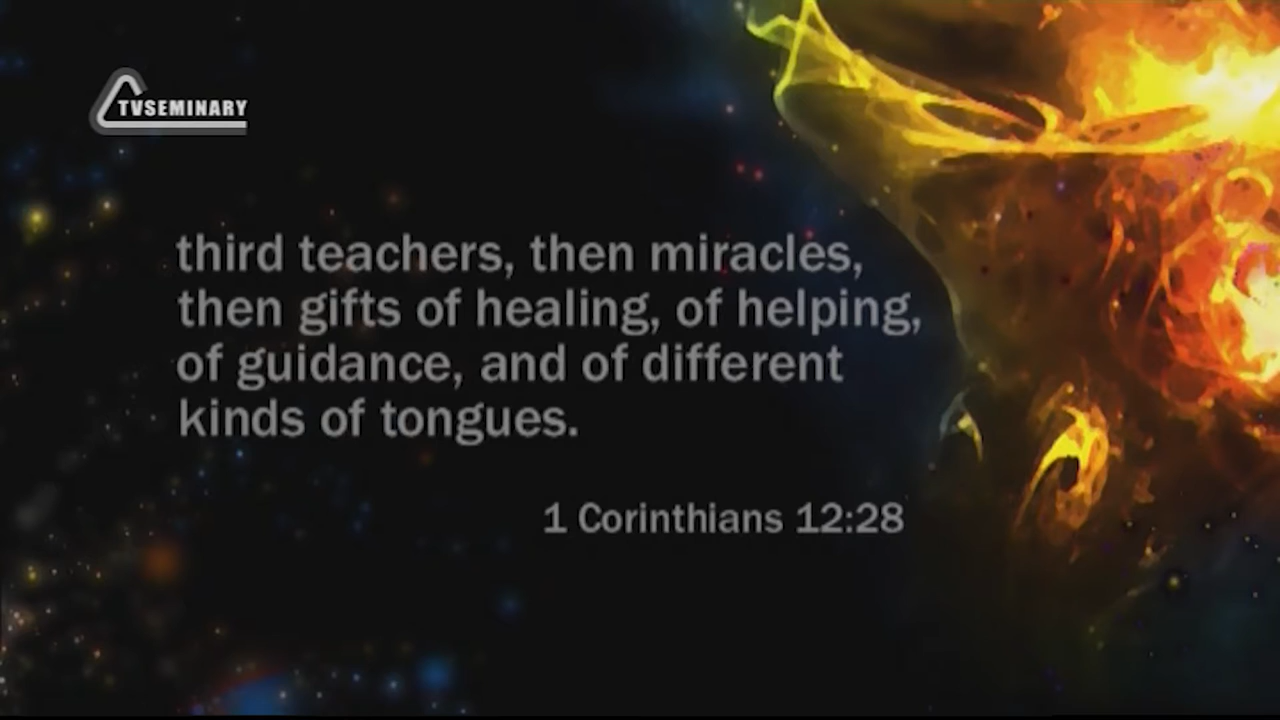 TVSEMINARY
third teachers, then miracles,
then gifts of healing, of helping,
of guidance, and of different
kinds of tongues.
1 Corinthians 12:28